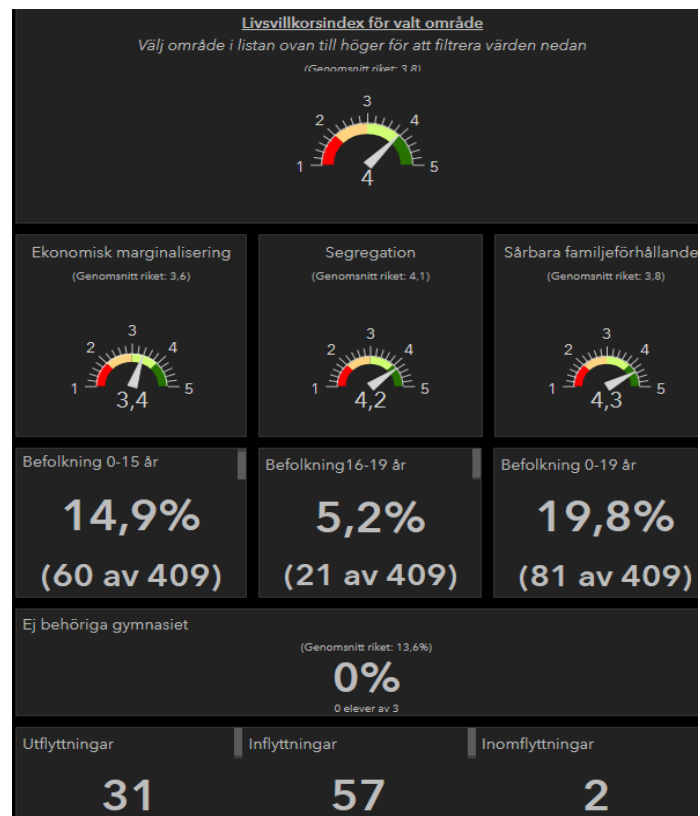 Livsvillkorsindex för valt område
Välj område i listan ovan till höger för att filtrera värden nedan
(Genomsnitt riket: 3,8)
1 2 3 4 5
4
Ekonomisk marginalisering
(Genomsnitt riket: 3,6)
1 2 3 4 5
3,4
Segregation
(Genomsnitt riket: 4,1)
1 2 3 4 5
4,2
Sårbara familjeförhållande
(Genomsnitt riket: 3,8)
1 2 3 4 5
4,3
Befolkning 0-15 år
14,9%
(60 av 409)
Befolkning16-19 år
5,2%
(21 av 409)
Befolkning 0-19 år
19,8%
(81 av 409)
Ej behöriga gymnasiet
(Genomsnitt riket: 13,6%)
0%
0 elever av 3
Utflyttningar
31
Inflyttningar
57
Inomflyttningar
2